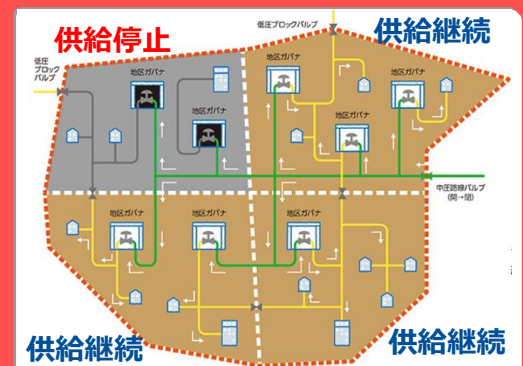 供給停止
低圧ブロックバルブ
供給継続
低圧
ブロック
バルブ
地区ガバナ
地区ガバナ
地区ガバナ
地区ガバナ
地区ガバナ
中圧路線バルブ
(開→閉)
地区ガバナ
地区ガバナ
地区ガバナ
供給継続
供給継続